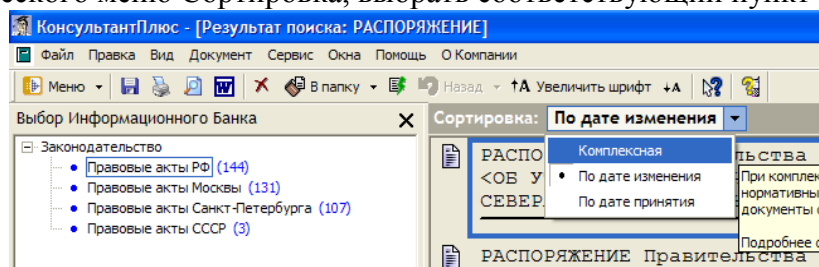 ского меню Сортировка, выбрать соответствующий пункт
КонсультантПлюс - [Результат поиска: РАСПОРЯЖЕНИЕ]
Файл Правка Вид Документ Сервис Окна Помощь О Компании
Меню В папку Назад Увеличить шрифт
Выбор Информационного Банка
Сортировка: По дате изменения
Законодательство
Правовые акты РФ (144)
Правовые акты Москвы (131)
Правовые акты Санкт-Петербурга (107)
Правовые акты СССР (3)
Комплексная
По дате изменения
По дате принятия
РАСПО
<ОБ У
СЕВЕР
При комплек
нормативны
документы
Подробнее
РАСПОРЯЖЕНИЕ Правительства